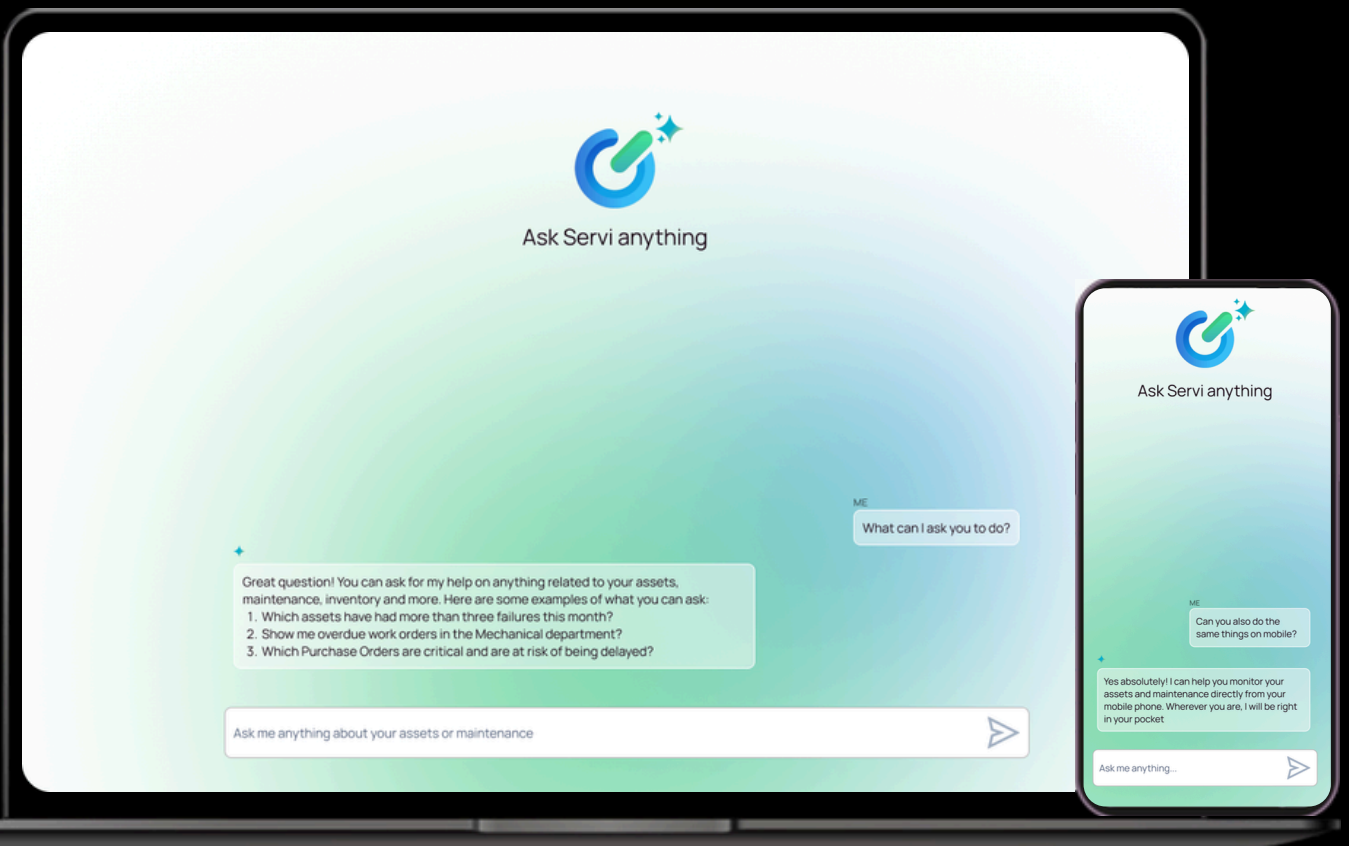 Ask Servi anything
ME
What can I ask you to do?
Great question! You can ask for my help on anything related to your assets,
maintenance, inventory and more. Here are some examples of what you can ask:
1. Which assets have had more than three failures this month?
2. Show me overdue work orders in the Mechanical department?
3. Which Purchase Orders are critical and are at risk of being delayed?
Ask me anything about your assets or maintenance
Ask Servi anything
ME
Can you also do the
same things on mobile?
Yes absolutely! I can help you monitor your
assets and maintenance directly from your
mobile phone. Wherever you are, I will be right
in your pocket
Ask me anything...